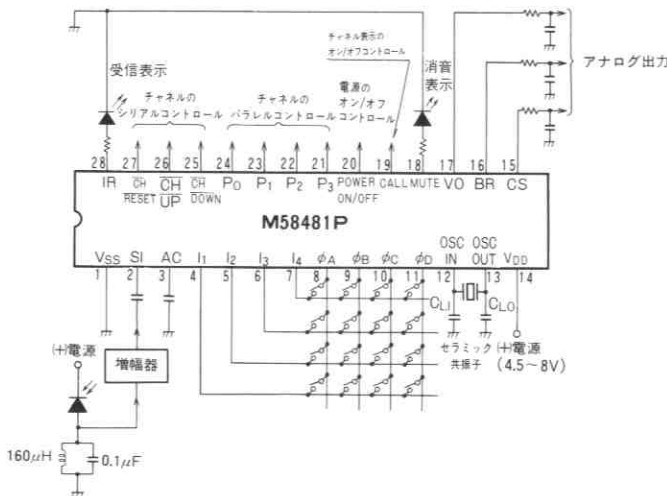 チャネル表示の
オン/オフコントロール
受信表示
消音
表示
アナログ出力
チャネルの
シリアルコントロール
チャネルの
パラレルコントロール
電源の
オン/オフ
コントロール
28 27 26 25 24 23 22 21 20 19 18 17 16 15
IR CH CH CH P0 P1 P2 P3 POWER CALL MUTE VO BR CS
RESET UP DOWN ON/OFF
M58481P
OSC OSC
VSS SI AC I1 I2 I3 I4 ϕA ϕB ϕC ϕD IN OUT VDD
1 2 3 4 5 6 7 8 9 10 11 12 13 14
CLI CLO
(+)電源
増幅器
セラミック
共振子
(+)電源
(4.5~8V)
160μH
0.1μF